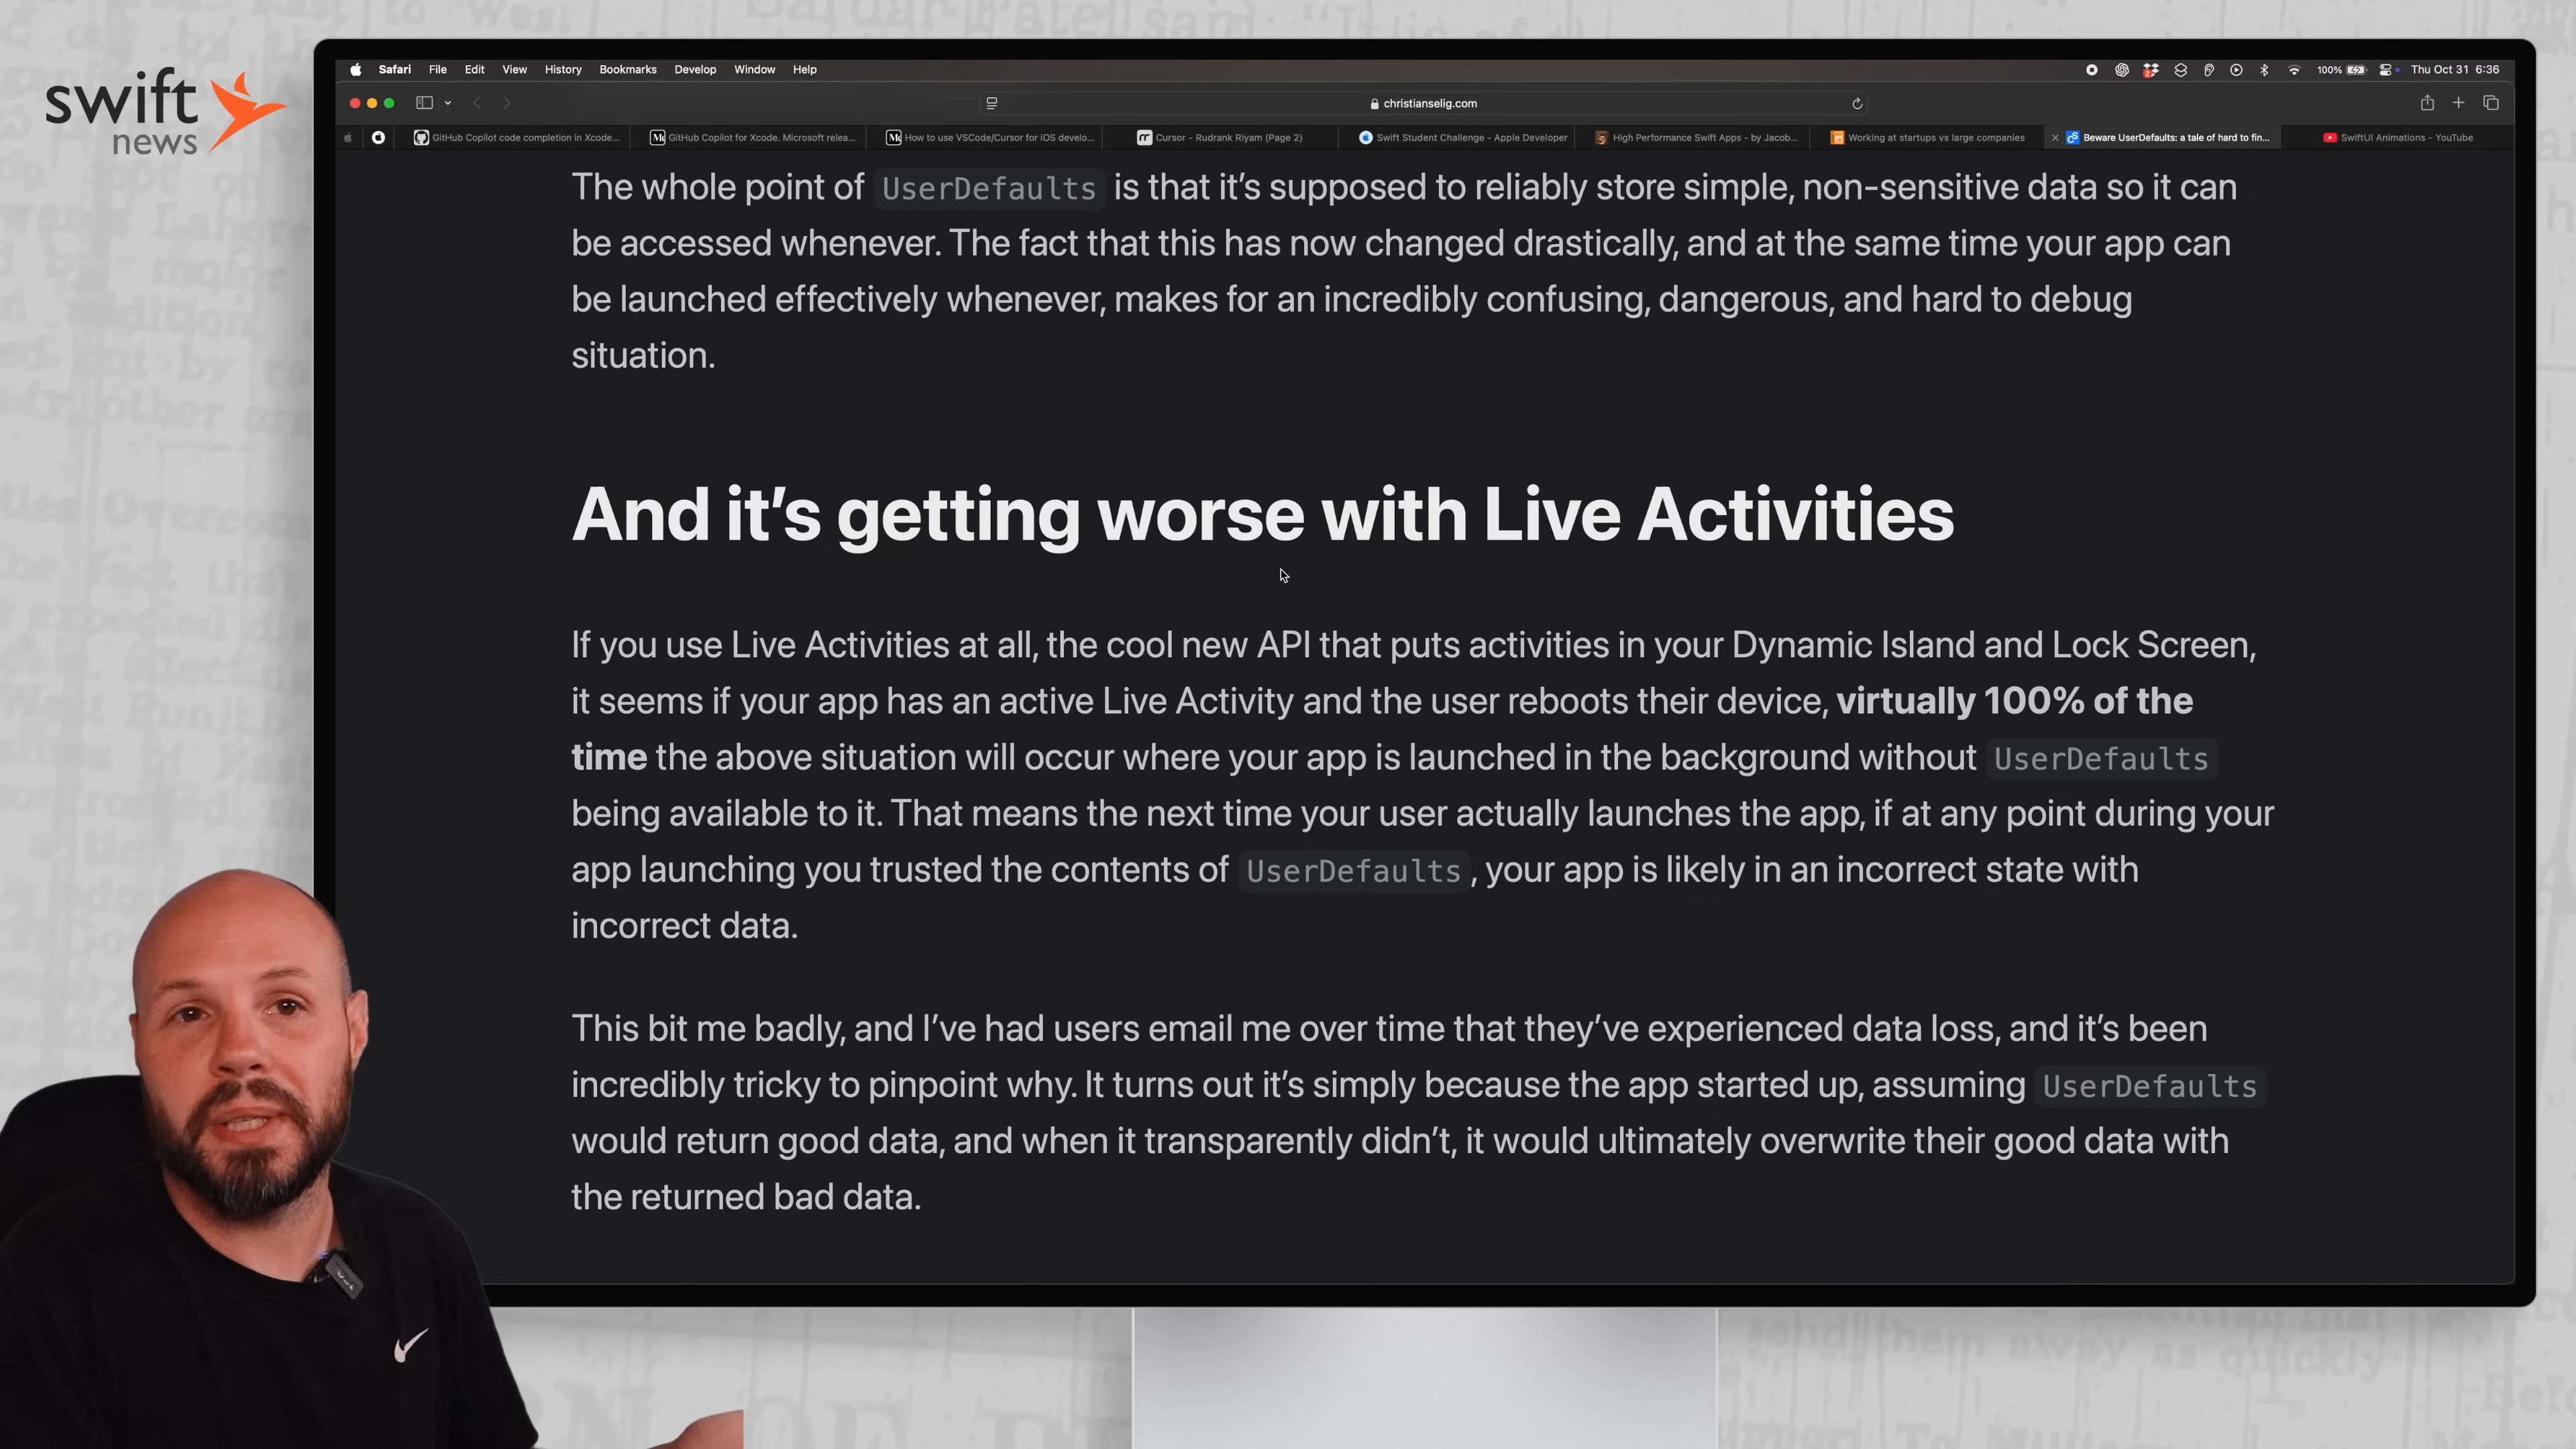 swift
news
Safari File Edit View History Bookmarks Develop Window Help
100% Thu Oct 31 6:36
christianselig.com
GitHub Copilot code completion in Xcode...
GitHub Copilot for Xcode. Microsoft relea...
How to use VSCode/Cursor for iOS develo...
Cursor - Rudrank Riyam (Page 2)
Swift Student Challenge - Apple Developer
High Performance Swift Apps - by Jacob...
Working at startups vs large companies
Beware UserDefaults: a tale of hard to fin...
SwiftUI Animations - YouTube
The whole point of UserDefaults is that it’s supposed to reliably store simple, non-sensitive data so it can
be accessed whenever. The fact that this has now changed drastically, and at the same time your app can
be launched effectively whenever, makes for an incredibly confusing, dangerous, and hard to debug
situation.
And it’s getting worse with Live Activities
If you use Live Activities at all, the cool new API that puts activities in your Dynamic Island and Lock Screen,
it seems if your app has an active Live Activity and the user reboots their device, virtually 100% of the
time the above situation will occur where your app is launched in the background without UserDefaults
being available to it. That means the next time your user actually launches the app, if at any point during your
app launching you trusted the contents of UserDefaults, your app is likely in an incorrect state with
incorrect data.
This bit me badly, and I’ve had users email me over time that they’ve experienced data loss, and it’s been
incredibly tricky to pinpoint why. It turns out it’s simply because the app started up, assuming UserDefaults
would return good data, and when it transparently didn’t, it would ultimately overwrite their good data with
the returned bad data.